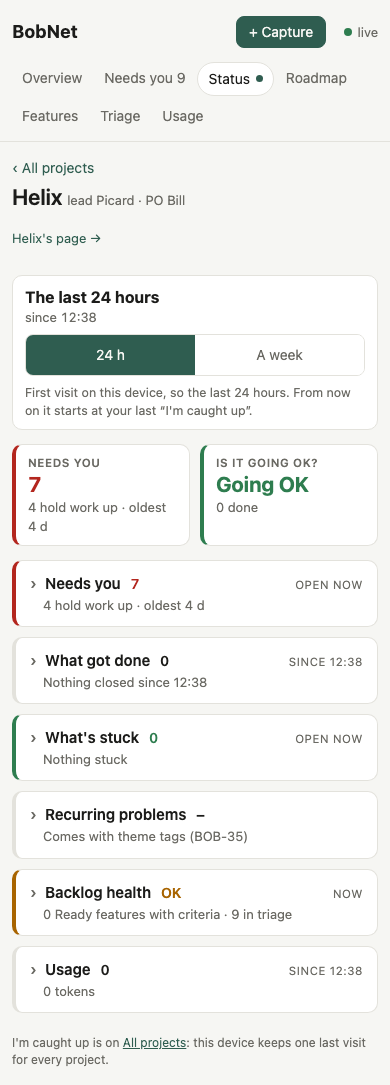 BobNet
+ Capture
live
Overview
Needs you 9
Status
Roadmap
Features
Triage
Usage
‹ All projects
Helix lead Picard · PO Bill
Helix's page →
The last 24 hours
since 12:38
24 h
A week
First visit on this device, so the last 24 hours. From now
on it starts at your last “I'm caught up”.
NEEDS YOU
7
4 hold work up · oldest
4 d
IS IT GOING OK?
Going OK
0 done
› Needs you 7 OPEN NOW
4 hold work up · oldest 4 d
› What got done 0 SINCE 12:38
Nothing closed since 12:38
› What's stuck 0 OPEN NOW
Nothing stuck
› Recurring problems –
Comes with theme tags (BOB-35)
› Backlog health OK NOW
0 Ready features with criteria · 9 in triage
› Usage 0 SINCE 12:38
0 tokens
I'm caught up is on All projects: this device keeps one last visit
for every project.